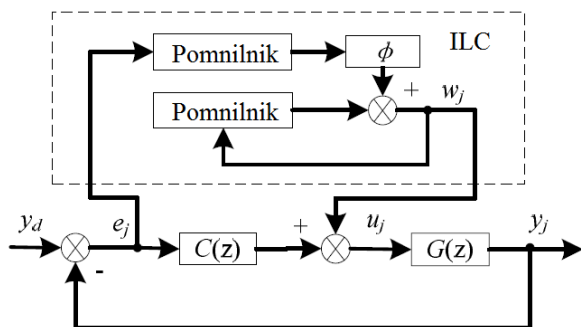 Pomnilnik
ϕ
ILC
Pomnilnik
+
w_j
y_d
e_j
-
C(z)
+
u_j
G(z)
y_j